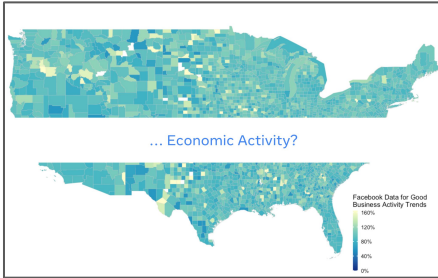 ... Economic Activity?
Facebook Data for Good
Business Activity Trends
160%
120%
80%
40%
0%